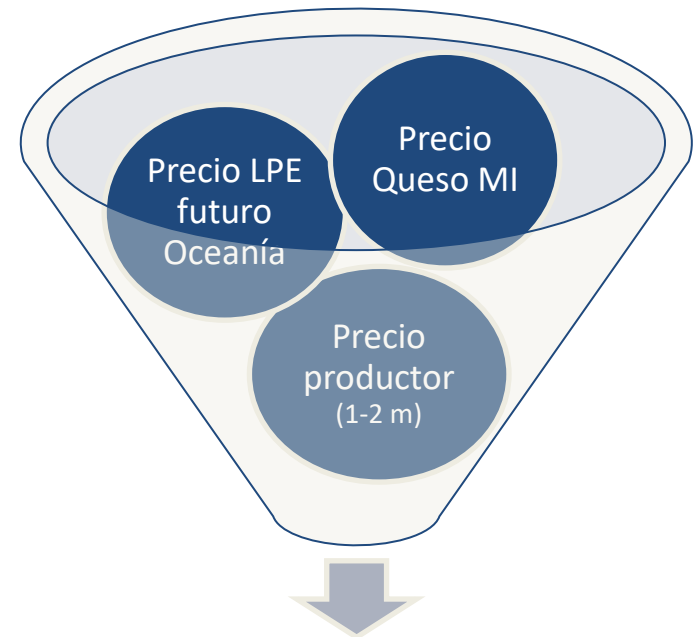 Precio LPE
futuro
Oceanía
Precio
Queso MI
Precio
productor
(1-2 m)